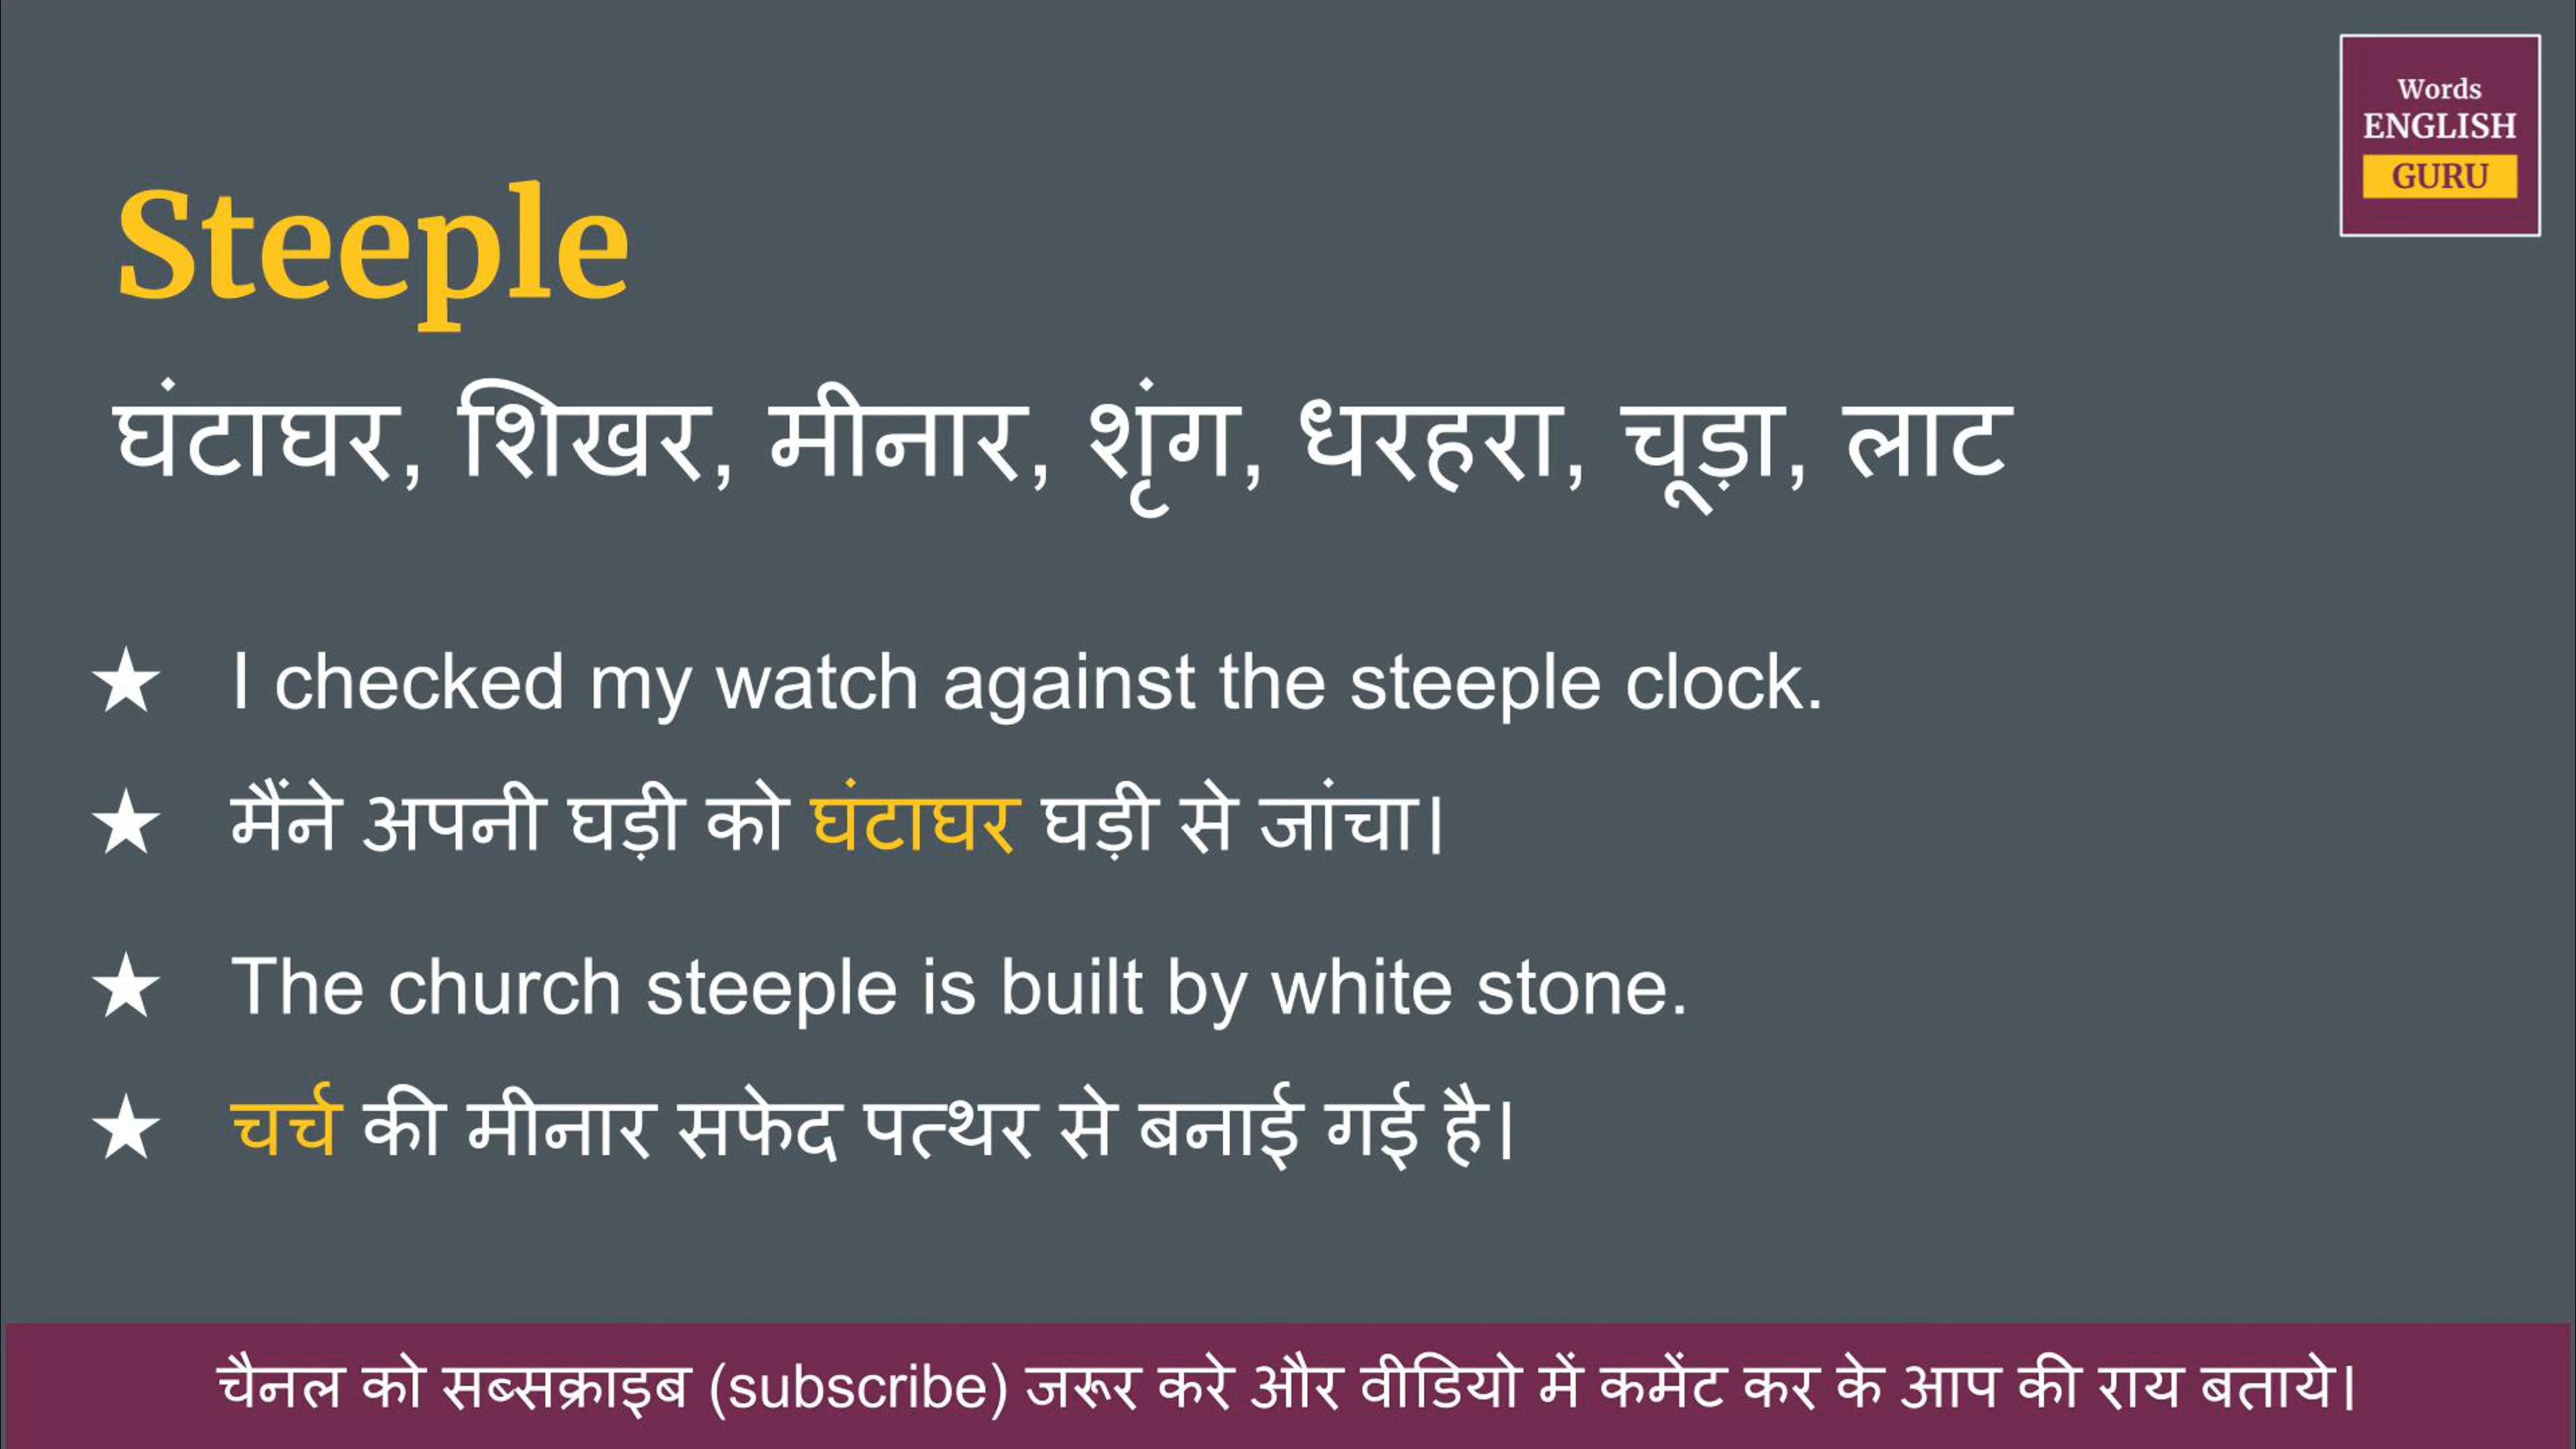 Words
ENGLISH
GURU
Steeple
घंटाघर, शिखर, मीनार, शृंग, धरहरा, चूड़ा, लाट
★ I checked my watch against the steeple clock.
★ मैंने अपनी घड़ी को घंटाघर घड़ी से जांचा।
★ The church steeple is built by white stone.
★ चर्च की मीनार सफेद पत्थर से बनाई गई है।
चैनल को सब्सक्राइब (subscribe) जरूर करे और वीडियो में कमेंट कर के आप की राय बताये।